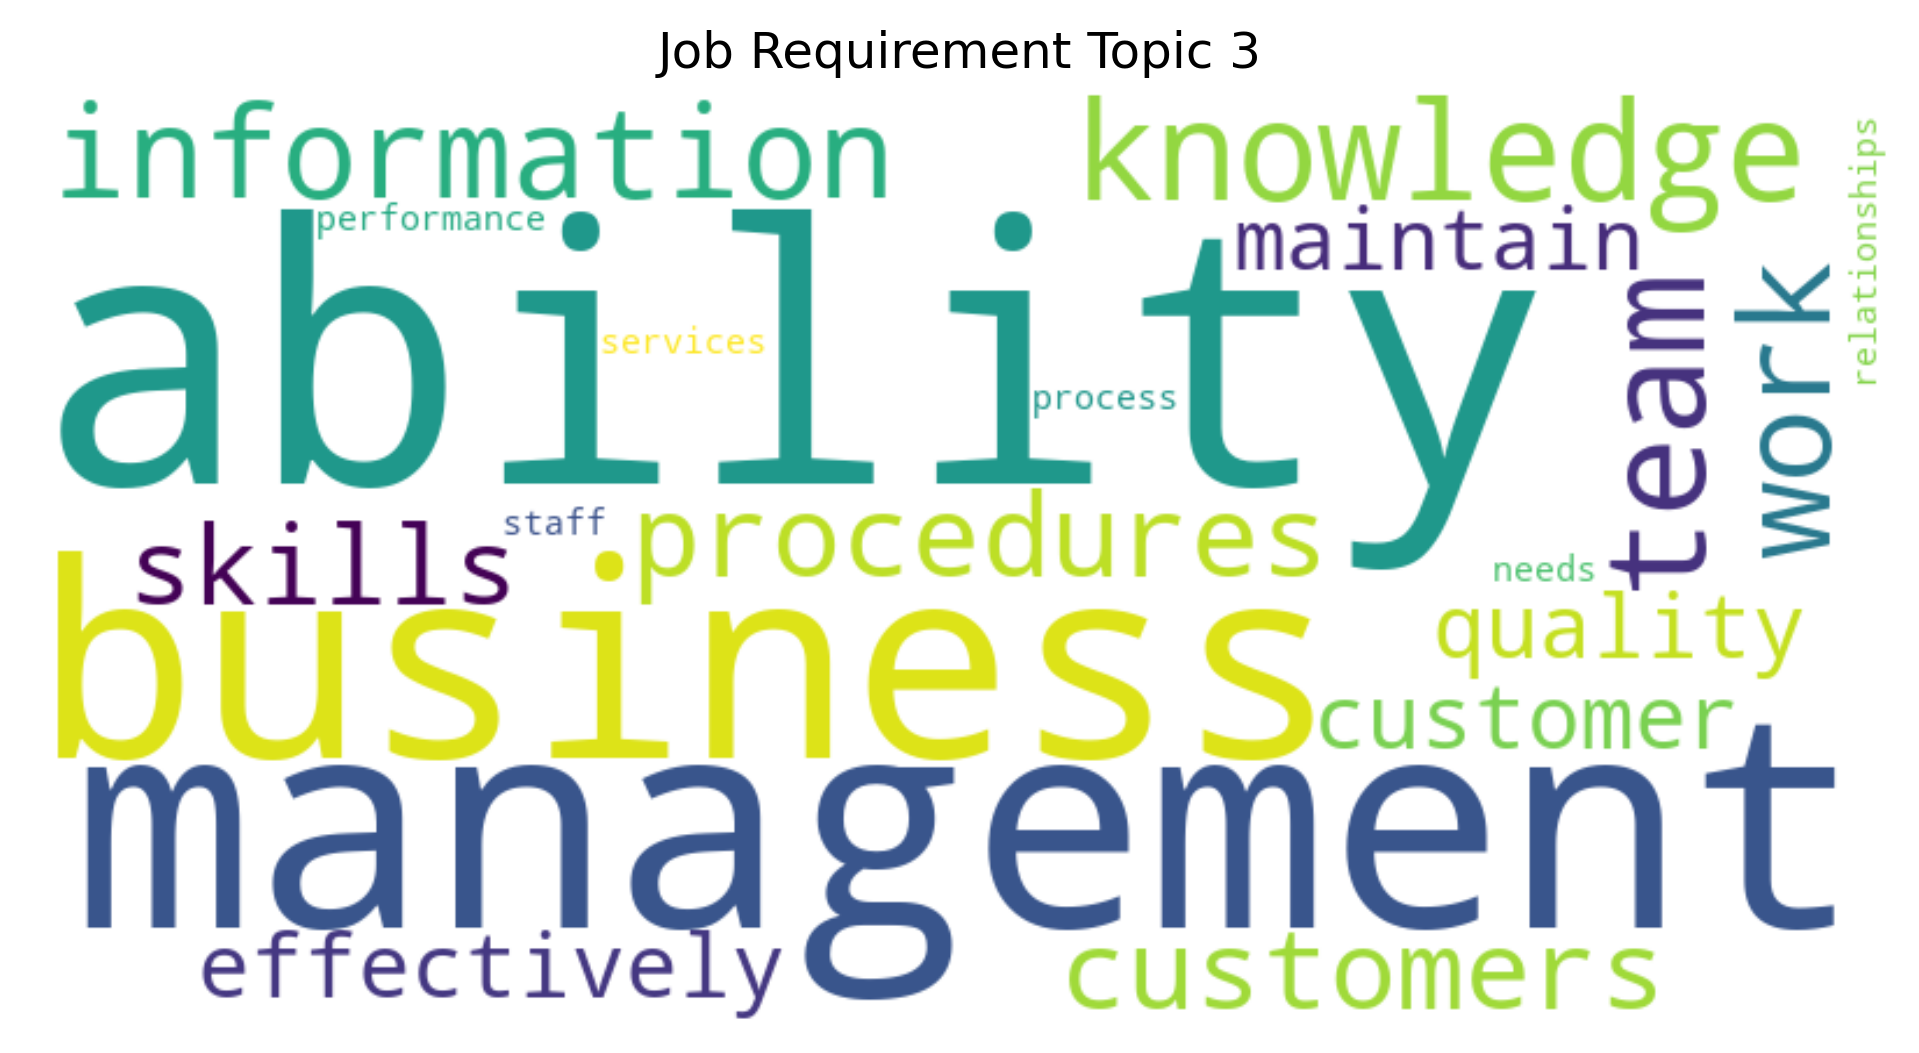 Job Requirement Topic 3
information
knowledge
relationships
performance
maintain
ability
team
work
services
process
skills
staff
procedures
needs
business
quality
customer
management
effectively
customers